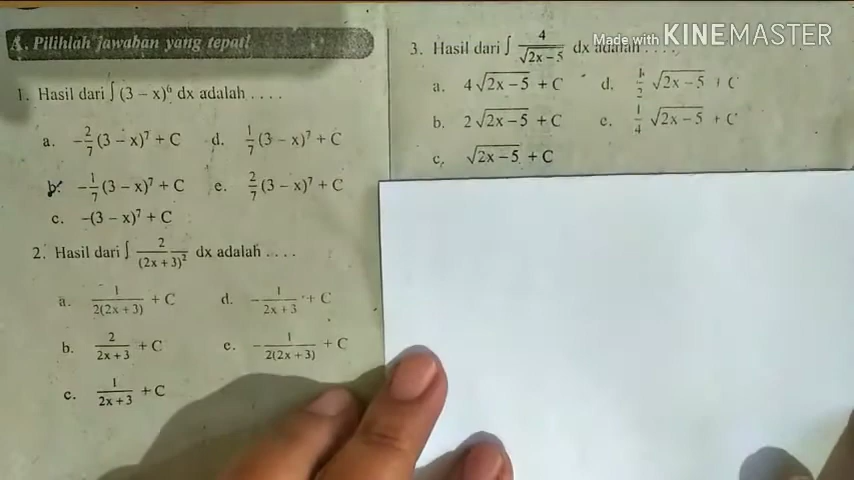 A. Pilihlah jawaban yang tepat!
1. Hasil dari ∫ (3 – x)⁶ dx adalah . . . .
a. –2/7 (3 – x)⁷ + C d. 1/7 (3 – x)⁷ + C
b. –1/7 (3 – x)⁷ + C e. 2/7 (3 – x)⁷ + C
c. –(3 – x)⁷ + C
2. Hasil dari ∫ 2/(2x + 3)² dx adalah . . . .
a. 1/2(2x + 3) + C d. – 1/2x + 3 + C
b. 2/2x + 3 + C e. – 1/2(2x + 3) + C
c. 1/2x + 3 + C
3. Hasil dari ∫ 4/√2x – 5 dx adalah . . . .
a. 4√2x – 5 + C d. 1/2 √2x – 5 + C
b. 2√2x – 5 + C e. 1/4 √2x – 5 + C
c. √2x – 5 + C
Made with KINEMASTER